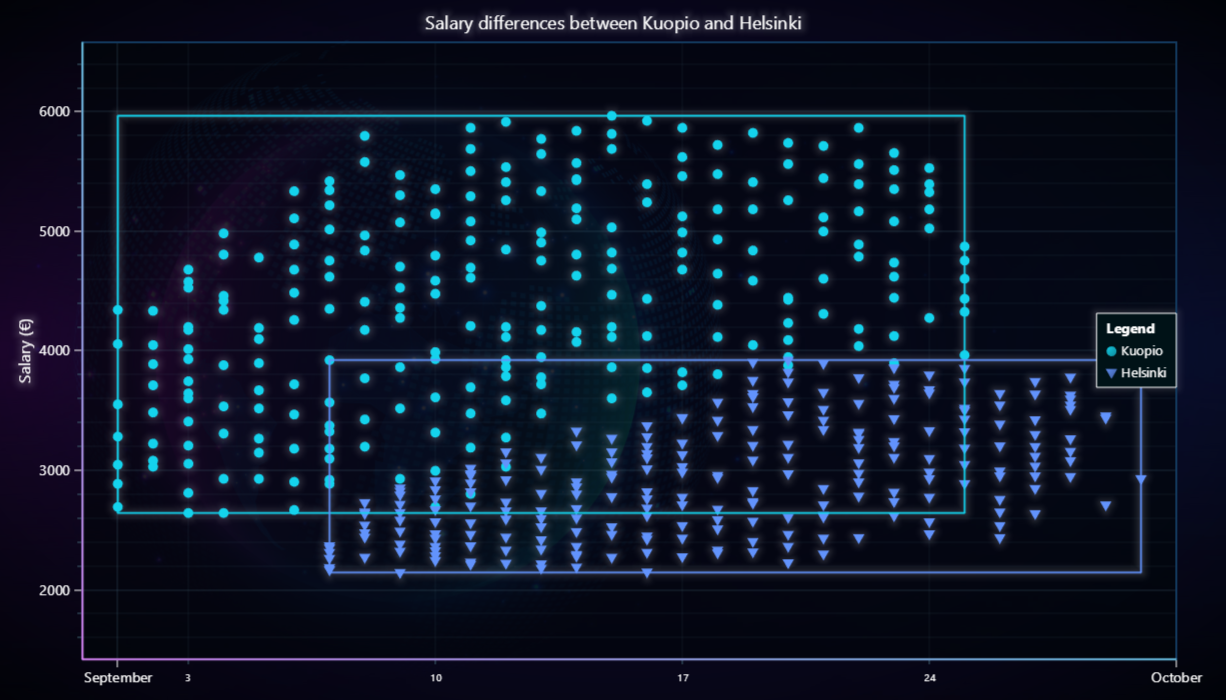 Salary differences between Kuopio and Helsinki
Salary (€)
6000
5000
4000
3000
2000
Legend
Kuopio
Helsinki
September
3
10
17
24
October